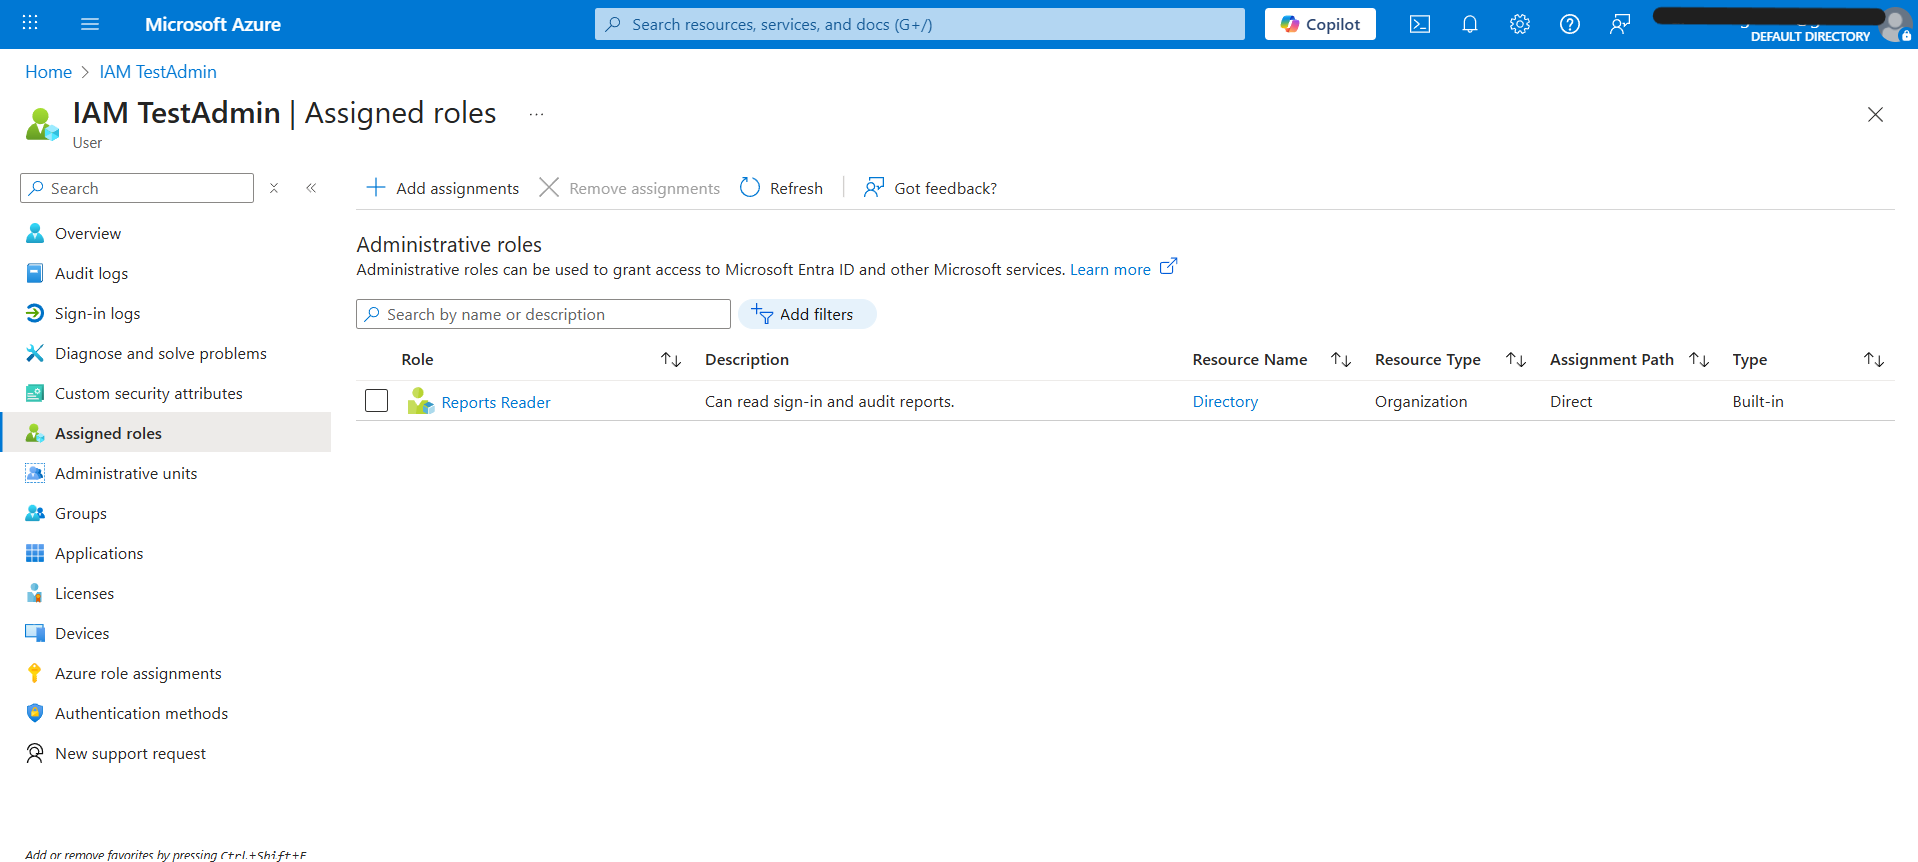 Microsoft Azure
Search resources, services, and docs (G+/)
Copilot
DEFAULT DIRECTORY
Home > IAM TestAdmin
IAM TestAdmin | Assigned roles ...
User
Search
Add assignments
Remove assignments
Refresh
Got feedback?
Overview
Audit logs
Sign-in logs
Diagnose and solve problems
Custom security attributes
Assigned roles
Administrative units
Groups
Applications
Licenses
Devices
Azure role assignments
Authentication methods
New support request
Add or remove favorites by pressing Ctrl+Shift+F
Administrative roles
Administrative roles can be used to grant access to Microsoft Entra ID and other Microsoft services. Learn more
Search by name or description
Add filters
Role Description Resource Name Resource Type Assignment Path Type
Reports Reader Can read sign-in and audit reports. Directory Organization Direct Built-in